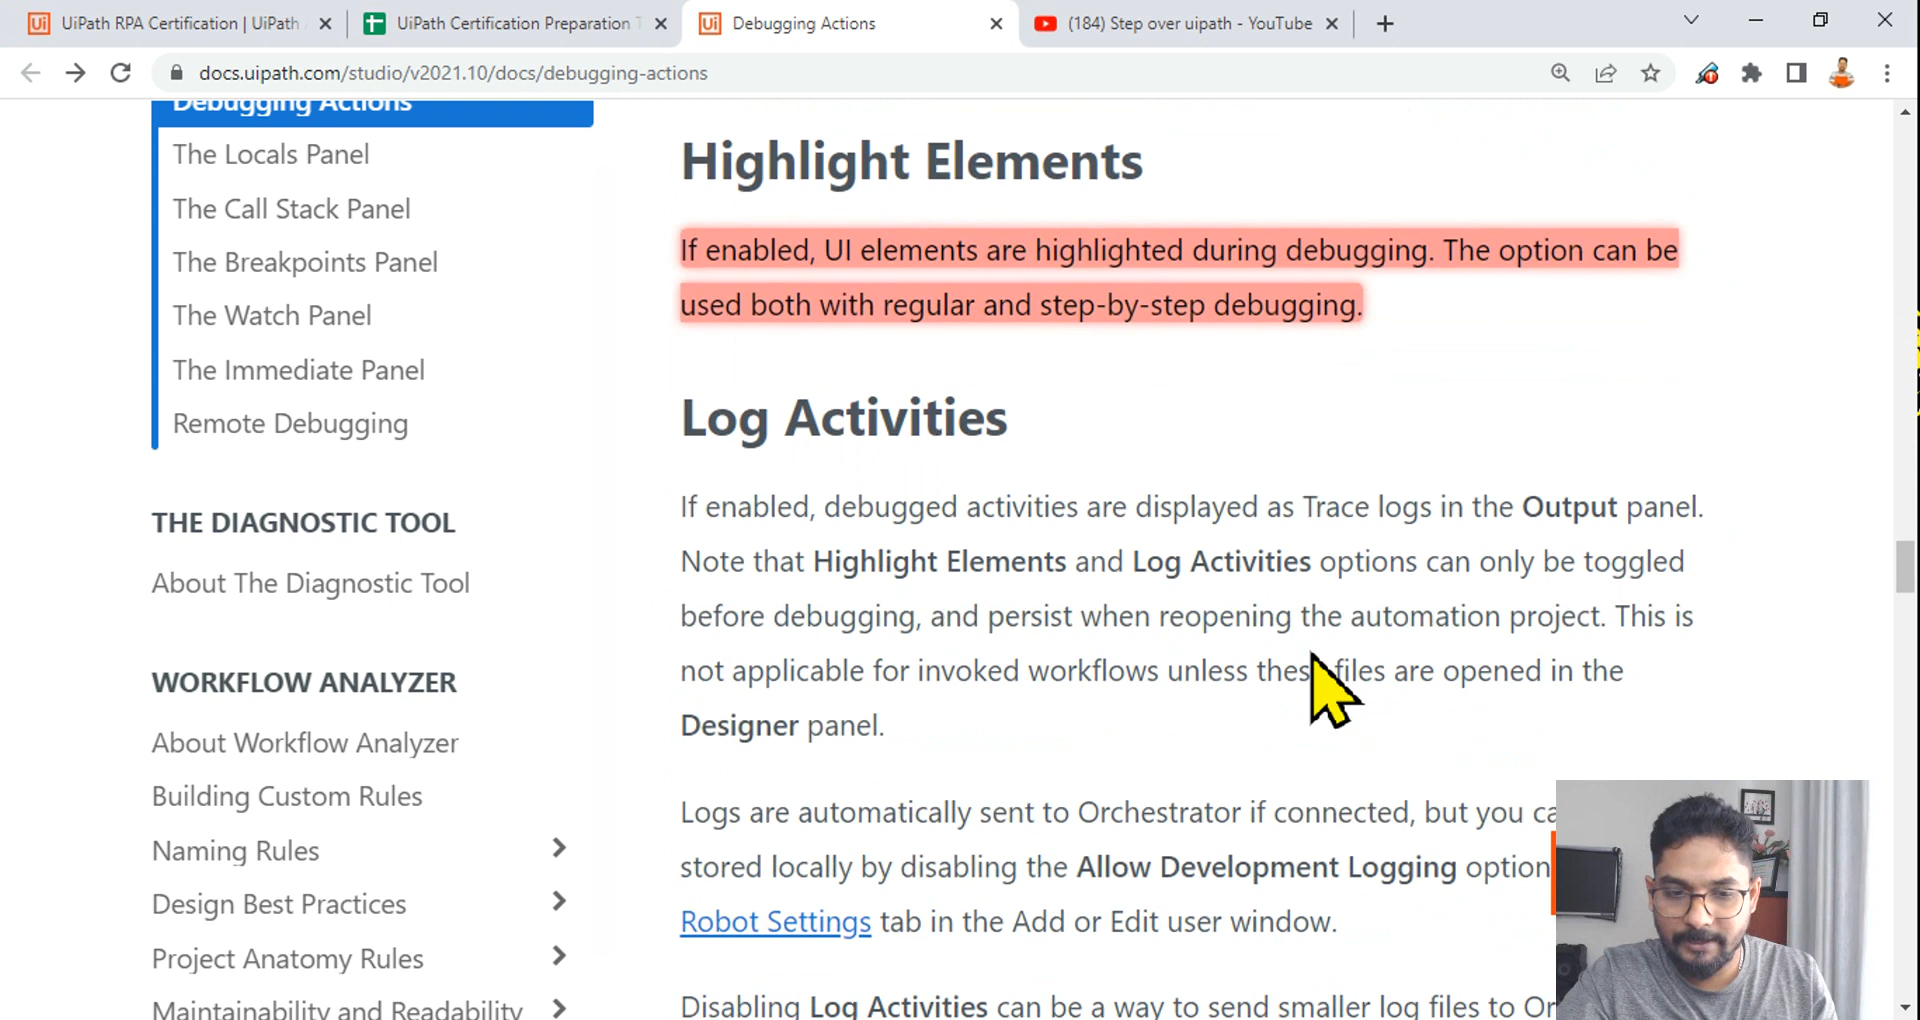 UiPath RPA Certification | UiPath
UiPath Certification Preparation
Debugging Actions
(184) Step over uipath - YouTube
docs.uipath.com/studio/v2021.10/docs/debugging-actions
Debugging Actions
The Locals Panel
The Call Stack Panel
The Breakpoints Panel
The Watch Panel
The Immediate Panel
Remote Debugging
THE DIAGNOSTIC TOOL
About The Diagnostic Tool
WORKFLOW ANALYZER
About Workflow Analyzer
Building Custom Rules
Naming Rules
Design Best Practices
Project Anatomy Rules
Maintainability and Readability
Highlight Elements
If enabled, UI elements are highlighted during debugging. The option can be
used both with regular and step-by-step debugging.
Log Activities
If enabled, debugged activities are displayed as Trace logs in the Output panel.
Note that Highlight Elements and Log Activities options can only be toggled
before debugging, and persist when reopening the automation project. This is
not applicable for invoked workflows unless these files are opened in the
Designer panel.
Logs are automatically sent to Orchestrator if connected, but you
stored locally by disabling the Allow Development Logging option
Robot Settings tab in the Add or Edit user window.
Disabling Log Activities can be a way to send smaller log files to